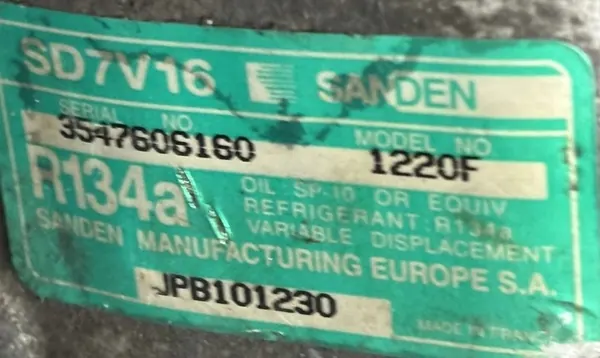 SD7V16 SANDEN
SERIAL NO. MODEL NO
3547606160 1220F
R134a OIL : SP-10 OR EQUIV
REFRIGERANT : R134a
VARIABLE DISPLACEMENT
SANDEN MANUFACTURING EUROPE S.A.
JPB101230
MADE IN FRANCE